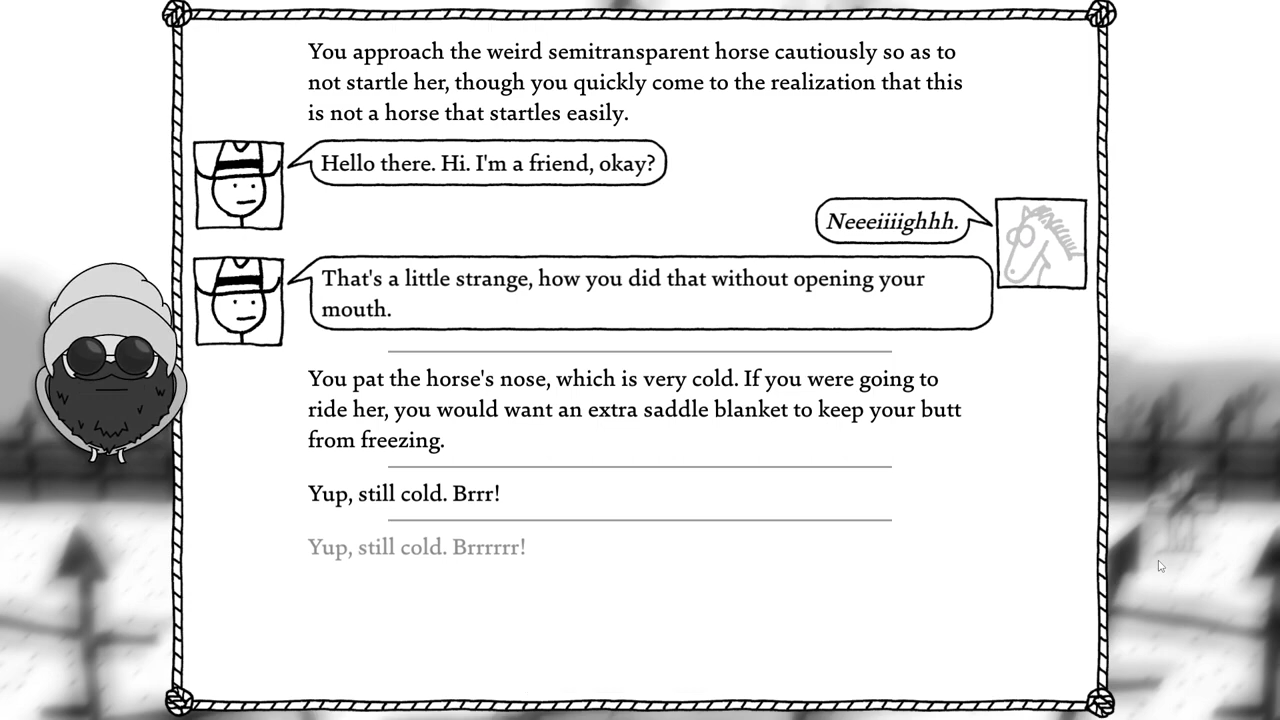 You approach the weird semitransparent horse cautiously so as to
not startle her, though you quickly come to the realization that this
is not a horse that startles easily.
Hello there. Hi. I'm a friend, okay?
Neeeiiiighhh.
That's a little strange, how you did that without opening your
mouth.
You pat the horse's nose, which is very cold. If you were going to
ride her, you would want an extra saddle blanket to keep your butt
from freezing.
Yup, still cold. Brrr!
Yup, still cold. Brrrrrr!